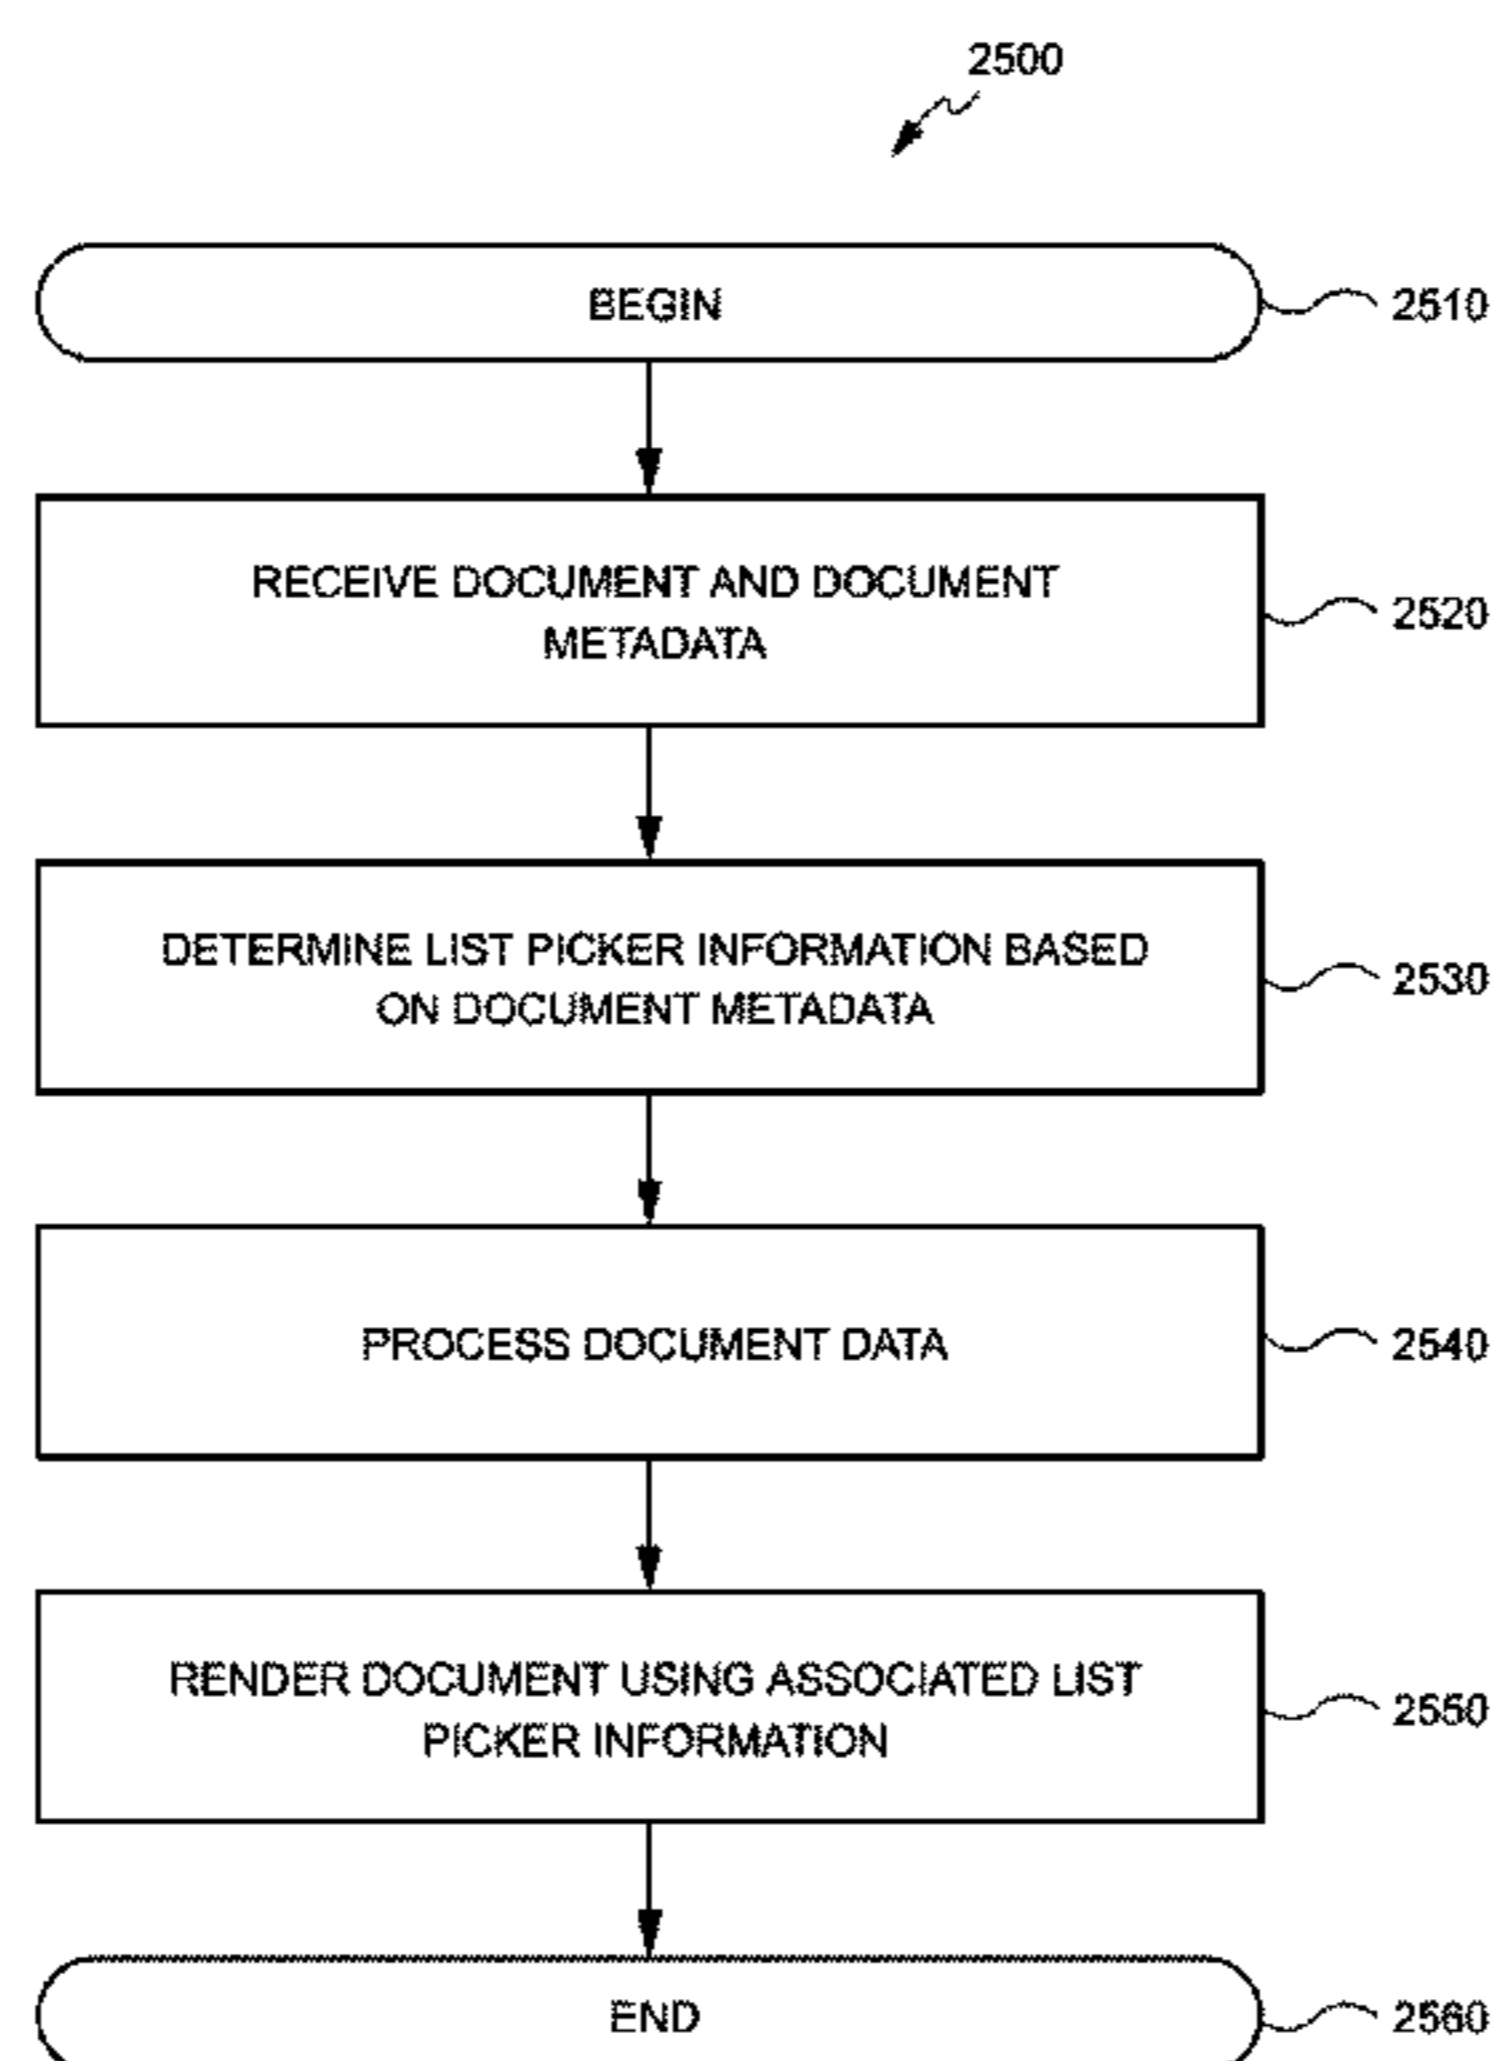 2500
BEGIN
2510
RECEIVE DOCUMENT AND DOCUMENT
METADATA
2520
DETERMINE LIST PICKER INFORMATION BASED
ON DOCUMENT METADATA
2530
PROCESS DOCUMENT DATA
2540
RENDER DOCUMENT USING ASSOCIATED LIST
PICKER INFORMATION
2550
END
2560